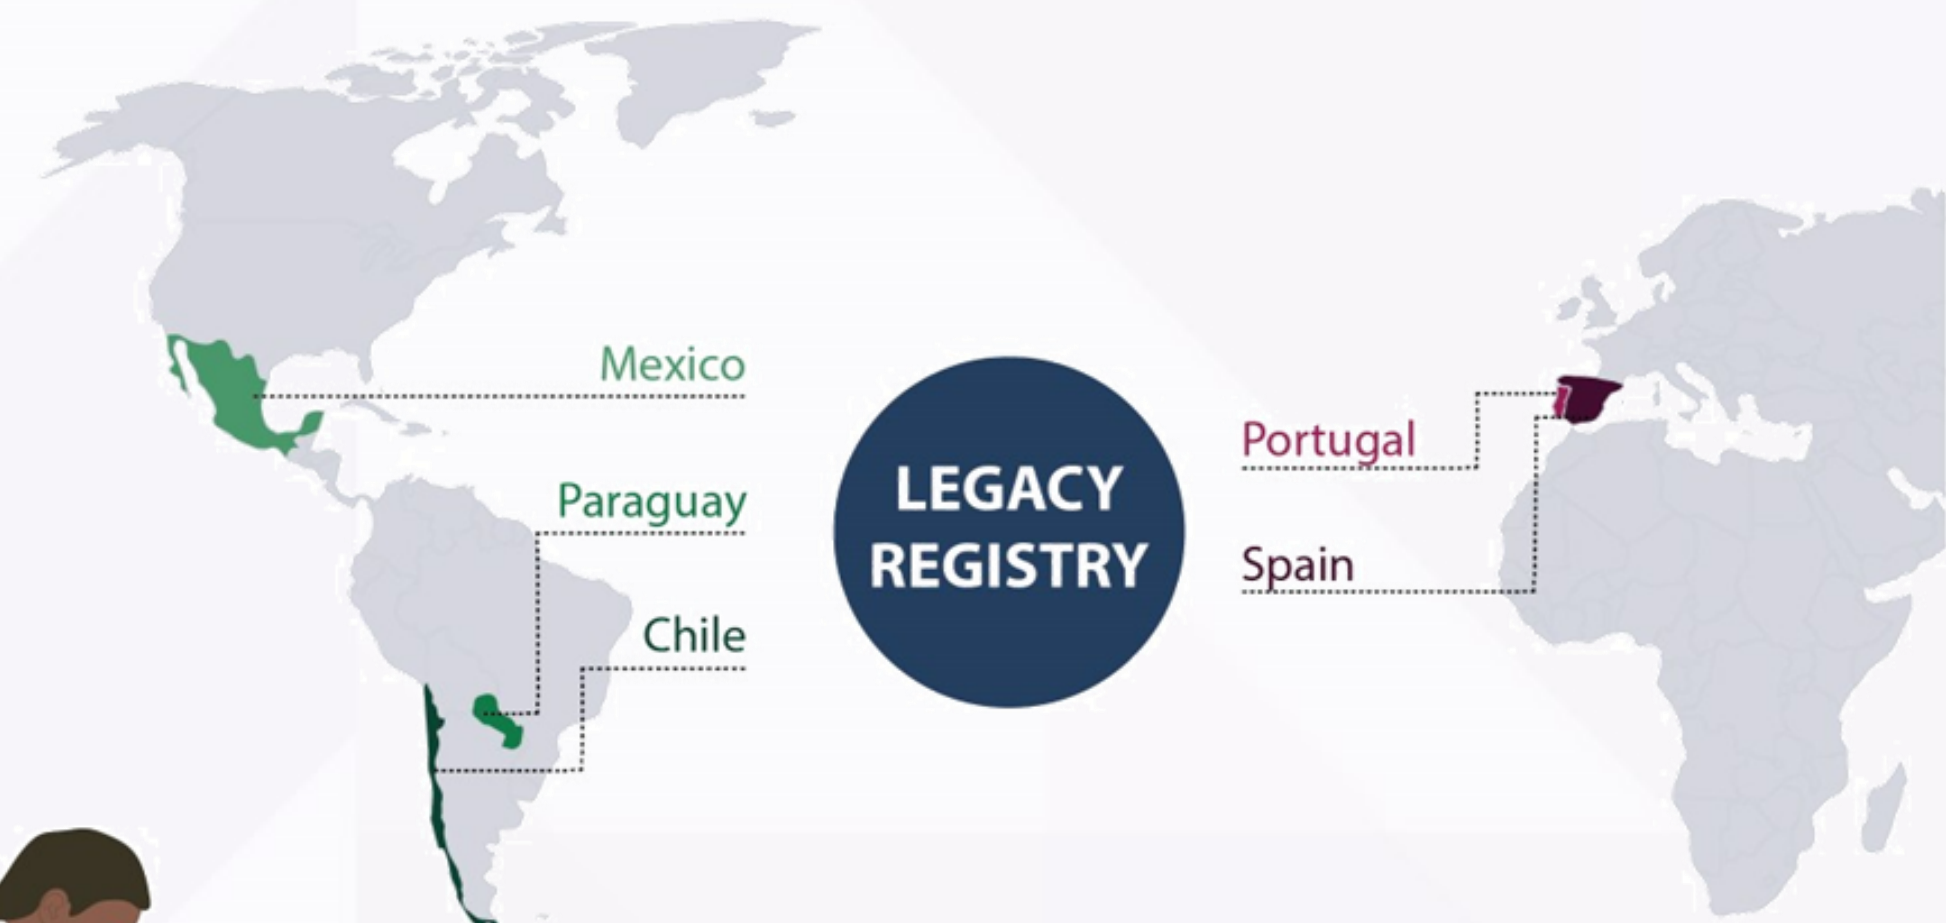 Mexico
Paraguay
Chile
LEGACY
REGISTRY
Portugal
Spain